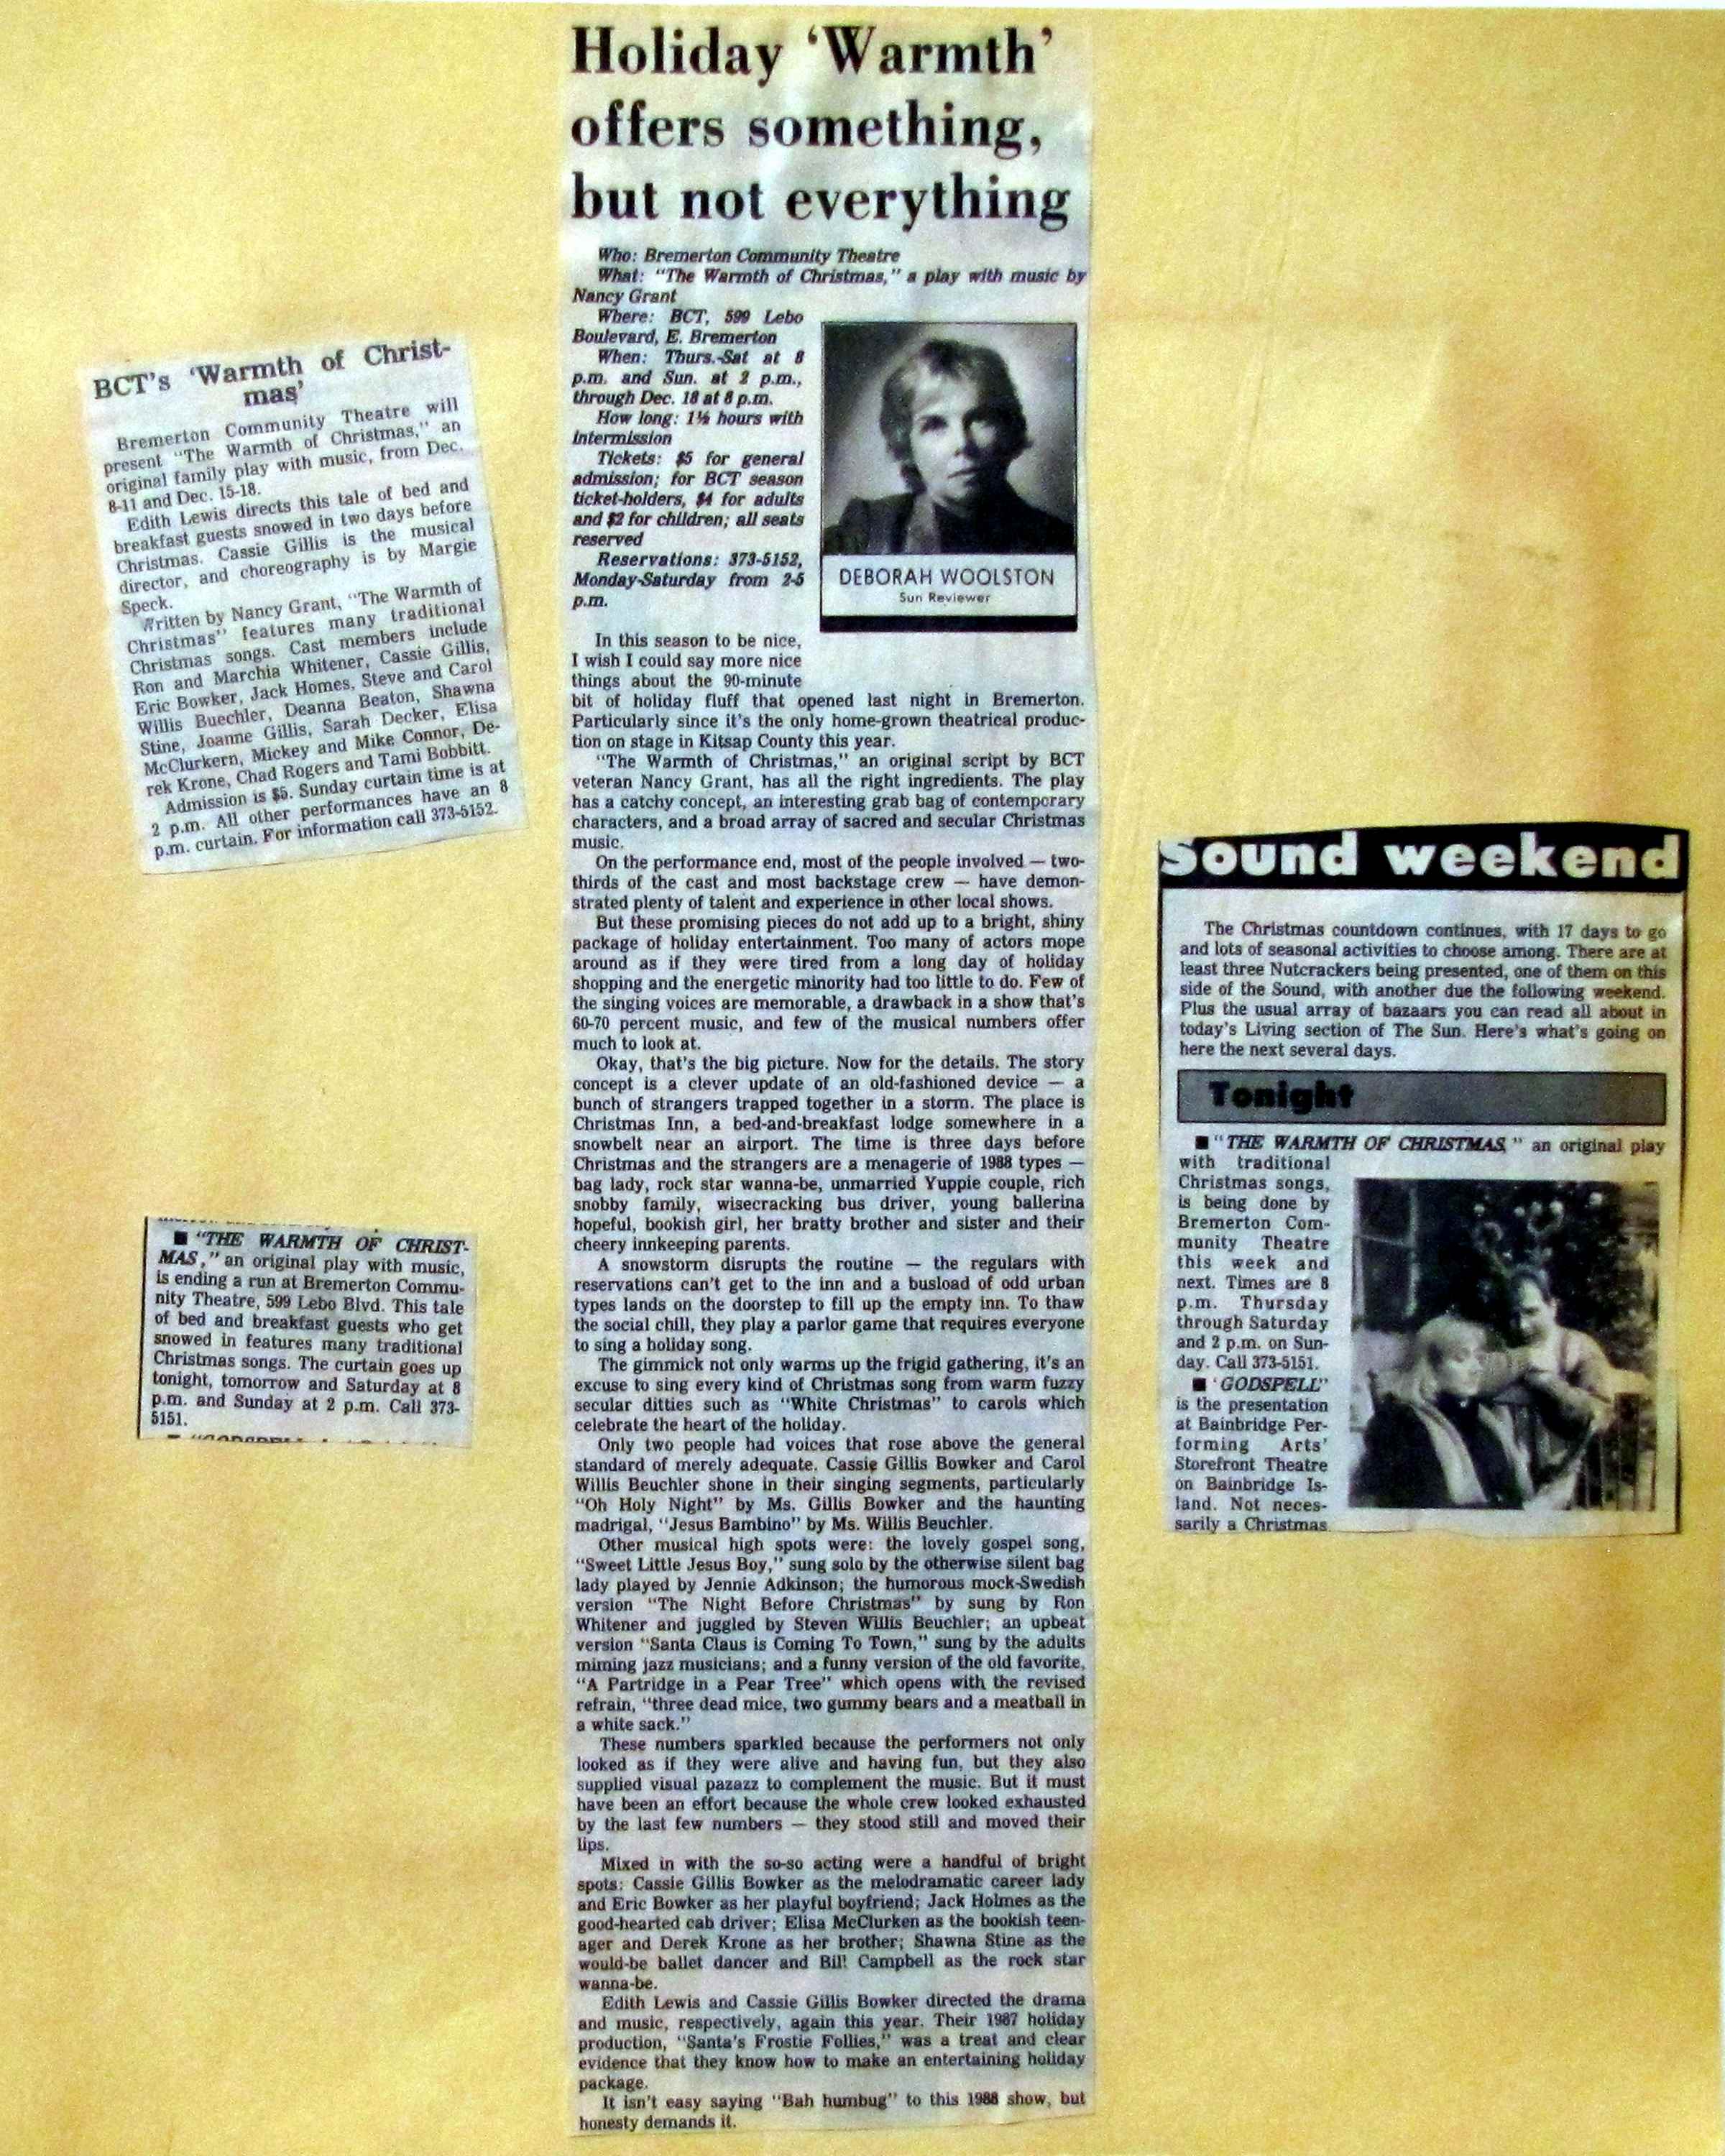 BCT's 'Warmth of Christ-
mas'
Bremerton Community Theatre will
present "The Warmth of Christmas," an
original family play with music, from Dec.
8-11 and Dec. 15-18.
Edith Lewis directs this tale of bed and
breakfast guests snowed in two days before
Christmas. Cassie Gillis is the musical
director, and choreography is by Margie
Speck.
Written by Nancy Grant, "The Warmth of
Christmas" features many traditional
Christmas songs. Cast members include
Ron and Marchia Whitener, Cassie Gillis,
Eric Bowker, Jack Homes, Steve and Carol
Willis Buechler, Deanna Beaton, Shawna
Stine, Joanne Gillis, Sarah Decker, Elisa
McClurkern, Mickey and Mike Connor, De-
rek Krone, Chad Rogers and Tami Bobbitt.
Admission is $5. Sunday curtain time is at
2 p.m. All other performances have an 8
p.m. curtain. For information call 373-5152.
■ "THE WARMTH OF CHRIST-
MAS," an original play with music,
is ending a run at Bremerton Commu-
nity Theatre, 599 Lebo Blvd. This tale
of bed and breakfast guests who get
snowed in features many traditional
Christmas songs. The curtain goes up
tonight, tomorrow and Saturday at 8
p.m. and Sunday at 2 p.m. Call 373-
5151.
Holiday 'Warmth'
offers something,
but not everything
Who: Bremerton Community Theatre
What: "The Warmth of Christmas," a play with music by
Nancy Grant
Where: BCT, 599 Lebo
Boulevard, E. Bremerton
When: Thurs.-Sat at 8
p.m. and Sun. at 2 p.m.,
through Dec. 18 at 8 p.m.
How long: 1½ hours with
intermission
Tickets: $5 for general
admission; for BCT season
ticket-holders, $4 for adults
and $2 for children; all seats
reserved
Reservations: 373-5152,
Monday-Saturday from 2-5
p.m.
DEBORAH WOOLSTON
Sun Reviewer
In this season to be nice,
I wish I could say more nice
things about the 90-minute
bit of holiday fluff that opened last night in Bremerton.
Particularly since it's the only home-grown theatrical produc-
tion on stage in Kitsap County this year.
"The Warmth of Christmas," an original script by BCT
veteran Nancy Grant, has all the right ingredients. The play
has a catchy concept, an interesting grab bag of contemporary
characters, and a broad array of sacred and secular Christmas
music.
On the performance end, most of the people involved — two-
thirds of the cast and most backstage crew — have demon-
strated plenty of talent and experience in other local shows.
But these promising pieces do not add up to a bright, shiny
package of holiday entertainment. Too many of actors mope
around as if they were tired from a long day of holiday
shopping and the energetic minority had too little to do. Few of
the singing voices are memorable, a drawback in a show that's
60-70 percent music, and few of the musical numbers offer
much to look at.
Okay, that's the big picture. Now for the details. The story
concept is a clever update of an old-fashioned device — a
bunch of strangers trapped together in a storm. The place is
Christmas Inn, a bed-and-breakfast lodge somewhere in a
snowbelt near an airport. The time is three days before
Christmas and the strangers are a menagerie of 1988 types —
bag lady, rock star wanna-be, unmarried Yuppie couple, rich
snobby family, wisecracking bus driver, young ballerina
hopeful, bookish girl, her bratty brother and sister and their
cheery innkeeping parents.
A snowstorm disrupts the routine — the regulars with
reservations can't get to the inn and a busload of odd urban
types lands on the doorstep to fill up the empty inn. To thaw
the social chill, they play a parlor game that requires everyone
to sing a holiday song.
The gimmick not only warms up the frigid gathering, it's an
excuse to sing every kind of Christmas song from warm fuzzy
secular ditties such as "White Christmas" to carols which
celebrate the heart of the holiday.
Only two people had voices that rose above the general
standard of merely adequate. Cassie Gillis Bowker and Carol
Willis Beuchler shone in their singing segments, particularly
"Oh Holy Night" by Ms. Gillis Bowker and the haunting
madrigal, "Jesus Bambino" by Ms. Willis Beuchler.
Other musical high spots were: the lovely gospel song,
"Sweet Little Jesus Boy," sung solo by the otherwise silent bag
lady played by Jennie Adkinson; the humorous mock-Swedish
version "The Night Before Christmas" by sung by Ron
Whitener and juggled by Steven Willis Beuchler; an upbeat
version "Santa Claus is Coming To Town," sung by the adults
miming jazz musicians; and a funny version of the old favorite,
"A Partridge in a Pear Tree" which opens with the revised
refrain, "three dead mice, two gummy bears and a meatball in
a white sack."
These numbers sparkled because the performers not only
looked as if they were alive and having fun, but they also
supplied visual pazazz to complement the music. But it must
have been an effort because the whole crew looked exhausted
by the last few numbers — they stood still and moved their
lips.
Mixed in with the so-so acting were a handful of bright
spots: Cassie Gillis Bowker as the melodramatic career lady
and Eric Bowker as her playful boyfriend; Jack Holmes as the
good-hearted cab driver; Elisa McClurken as the bookish teen-
ager and Derek Krone as her brother; Shawna Stine as the
would-be ballet dancer and Bill Campbell as the rock star
wanna-be.
Edith Lewis and Cassie Gillis Bowker directed the drama
and music, respectively, again this year. Their 1987 holiday
production, "Santa's Frostie Follies," was a treat and clear
evidence that they know how to make an entertaining holiday
package.
It isn't easy saying "Bah humbug" to this 1988 show, but
honesty demands it.
Sound weekend
The Christmas countdown continues, with 17 days to go
and lots of seasonal activities to choose among. There are at
least three Nutcrackers being presented, one of them on this
side of the Sound, with another due the following weekend.
Plus the usual array of bazaars you can read all about in
today's Living section of The Sun. Here's what's going on
here the next several days.
Tonight
■ "THE WARMTH OF CHRISTMAS," an original play
with traditional
Christmas songs,
is being done by
Bremerton Com-
munity Theatre
this week and
next. Times are 8
p.m. Thursday
through Saturday
and 2 p.m. on Sun-
day. Call 373-5151.
■ 'GODSPELL"
is the presentation
at Bainbridge Per-
forming Arts'
Storefront Theatre
on Bainbridge Is-
land. Not neces-
sarily a Christmas